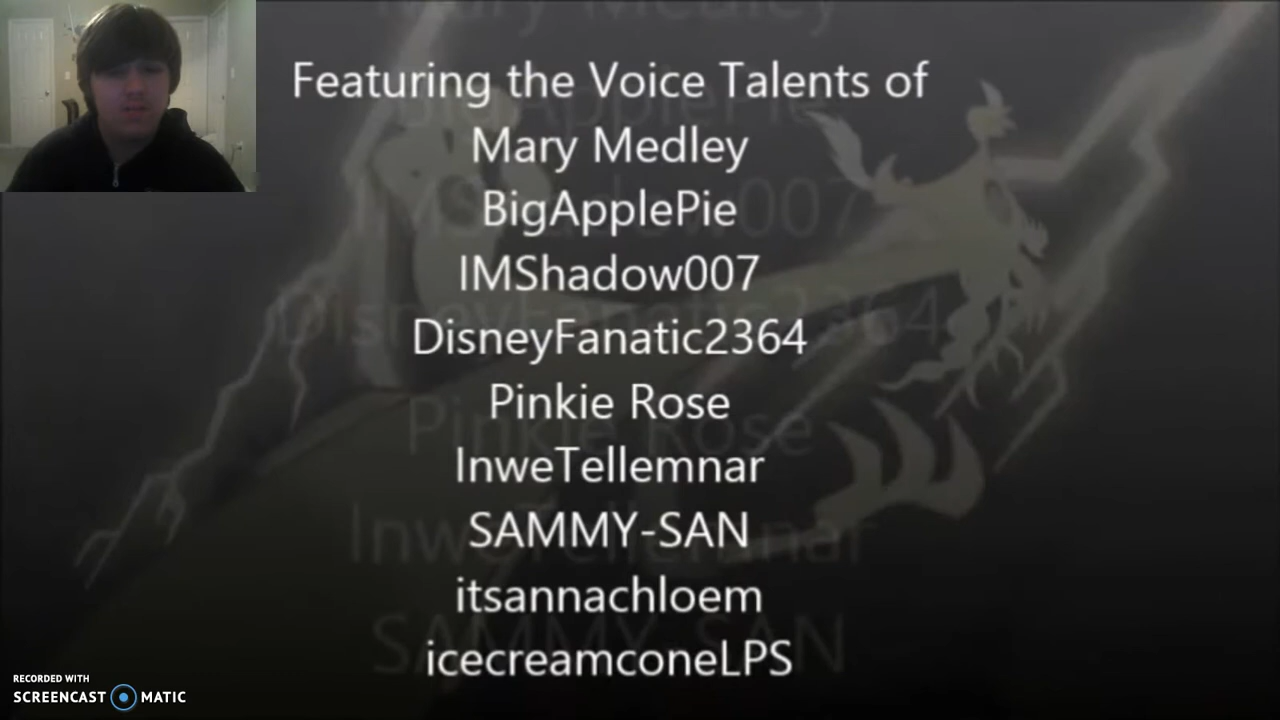 Featuring the Voice Talents of
Mary Medley
BigApplePie
IMShadow007
DisneyFanatic2364
Pinkie Rose
InweTellemnar
SAMMY-SAN
itsannachloem
icecreamconeLPS
RECORDED WITH
SCREENCAST MATIC